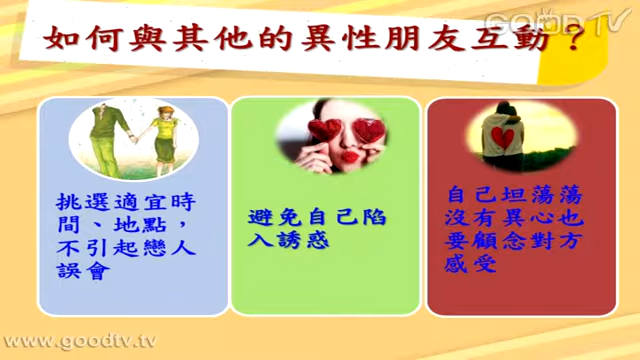 GOODTV
如何與其他的異性朋友互動？
挑選適宜時
間、地點，
不引起戀人
誤會
避免自己陷
入誘惑
自己坦蕩蕩
沒有異心也
要顧念對方
感受
www.goodtv.tv